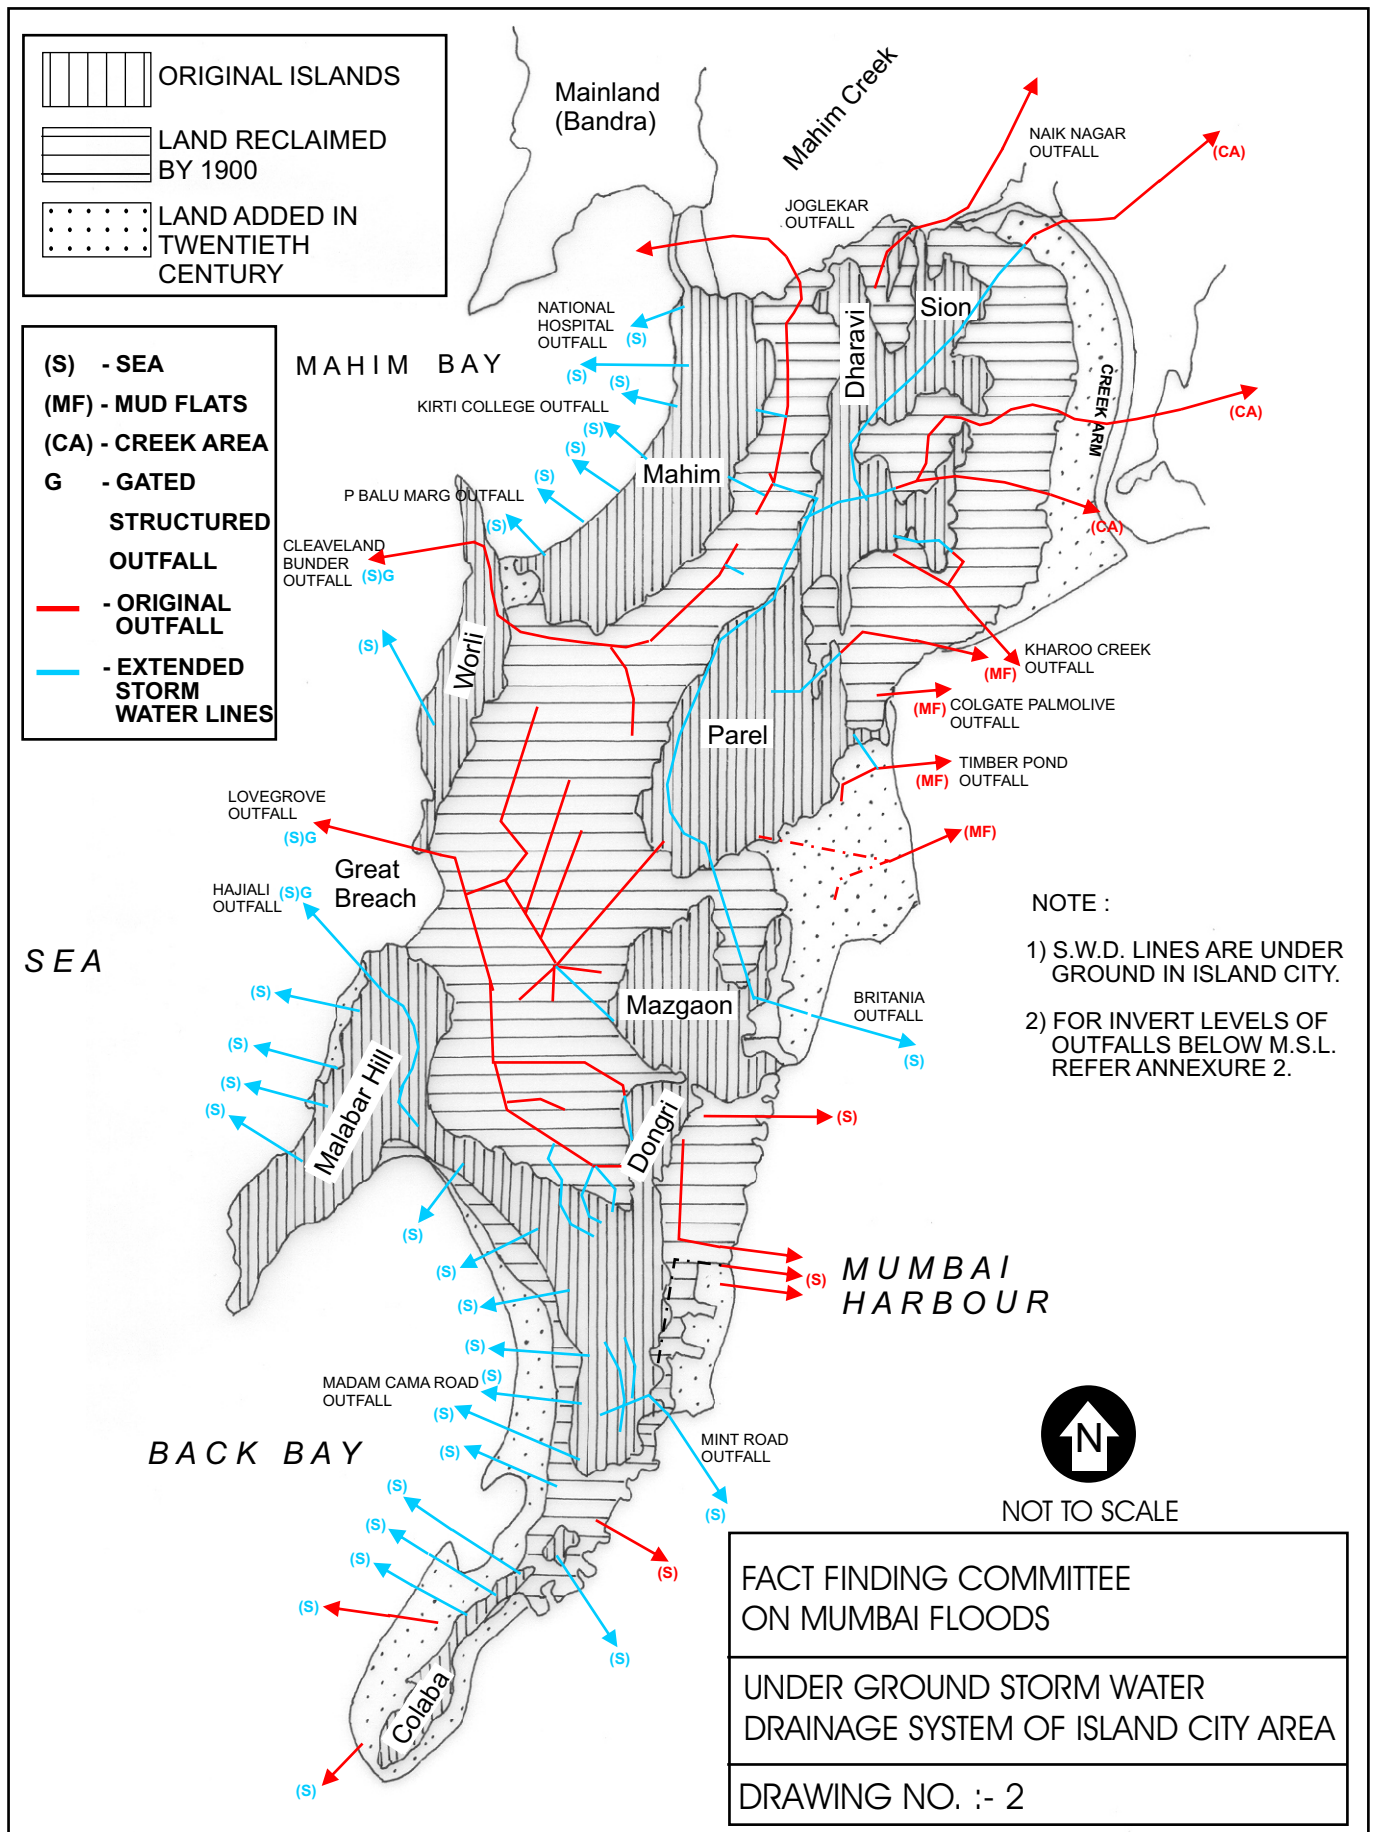 ORIGINAL ISLANDS
LAND RECLAIMED
BY 1900
LAND ADDED IN
TWENTIETH
CENTURY
(S) - SEA
(MF) - MUD FLATS
(CA) - CREEK AREA
G - GATED
STRUCTURED
OUTFALL
- ORIGINAL
OUTFALL
- EXTENDED
STORM
WATER LINES
Mainland
(Bandra)
Mahim Creek
NAIK NAGAR
OUTFALL
(CA)
JOGLEKAR
OUTFALL
NATIONAL
HOSPITAL
OUTFALL
(S)
Sion
Dharavi
MAHIM BAY
(S)
(S)
CREEK ARM
(CA)
KIRTI COLLEGE OUTFALL
(S)
(S)
(S)
Mahim
P BALU MARG OUTFALL
(S)
(CA)
CLEAVELAND
BUNDER
OUTFALL
(S)G
(S)
Worli
KHAROO CREEK
OUTFALL
(MF)
COLGATE PALMOLIVE
OUTFALL
(MF)
Parel
TIMBER POND
OUTFALL
(MF)
LOVEGROVE
OUTFALL
(S)G
(MF)
Great
Breach
HAJIALI
OUTFALL
(S)G
NOTE :
1) S.W.D. LINES ARE UNDER
GROUND IN ISLAND CITY.
2) FOR INVERT LEVELS OF
OUTFALLS BELOW M.S.L.
REFER ANNEXURE 2.
SEA
(S)
Mazgaon
BRITANIA
OUTFALL
(S)
(S)
(S)
(S)
Malabar Hill
Dongri
(S)
(S)
(S)
MUMBAI
HARBOUR
(S)
(S)
(S)
(S)
MADAM CAMA ROAD
OUTFALL
(S)
BACK BAY
(S)
MINT ROAD
OUTFALL
(S)
N
NOT TO SCALE
(S)
(S)
(S)
(S)
(S)
(S)
Colaba
(S)
FACT FINDING COMMITTEE
ON MUMBAI FLOODS
UNDER GROUND STORM WATER
DRAINAGE SYSTEM OF ISLAND CITY AREA
DRAWING NO. :- 2